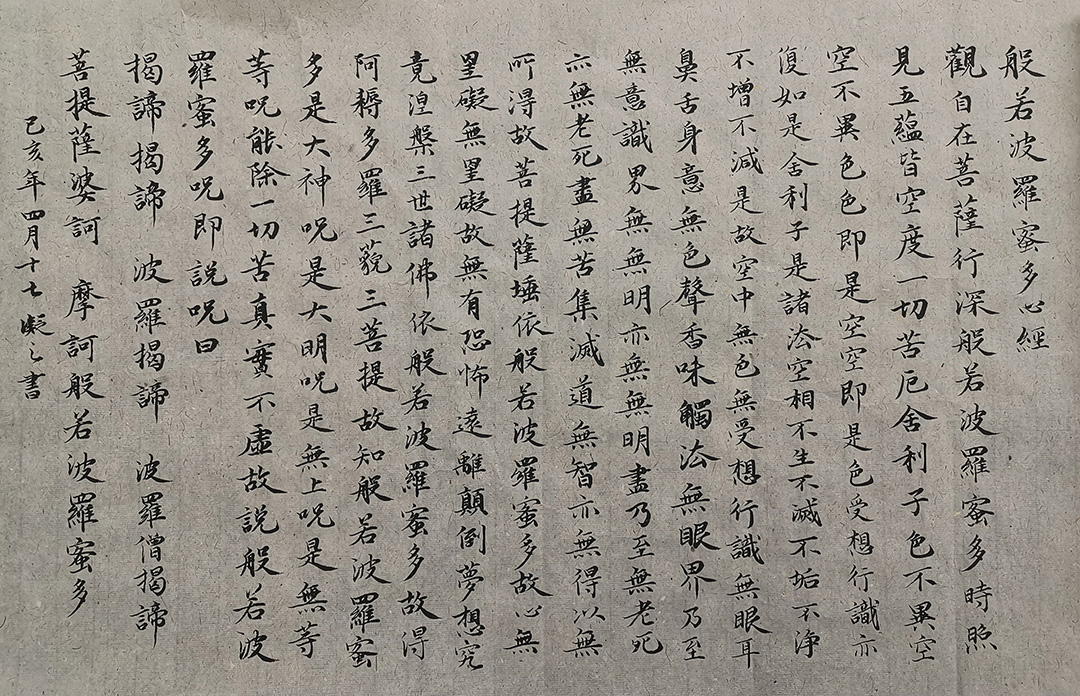 般若波羅蜜多心經
觀自在菩薩行深般若波羅蜜多時照
見五蘊皆空度一切苦厄舍利子色不異空
空不異色色即是空空即是色受想行識亦
復如是舍利子是諸法空相不生不滅不垢不淨
不增不減是故空中無色無受想行識無眼耳
鼻舌身意無色聲香味觸法無眼界乃至
無意識界無無明亦無無明盡乃至無老死
亦無老死盡無苦集滅道無智亦無得以無
所得故菩提薩埵依般若波羅蜜多故心無
罣礙無罣礙故無有恐怖遠離顛倒夢想究
竟涅槃三世諸佛依般若波羅蜜多故得
阿耨多羅三藐三菩提故知般若波羅蜜
多是大神呪是大明呪是無上呪是無等
等呪能除一切苦真實不虛故說般若波
羅蜜多呪即說呪曰
揭諦揭諦 波羅揭諦 波羅僧揭諦
菩提薩婆訶 摩訶般若波羅蜜多
己亥年四月十七凝之書